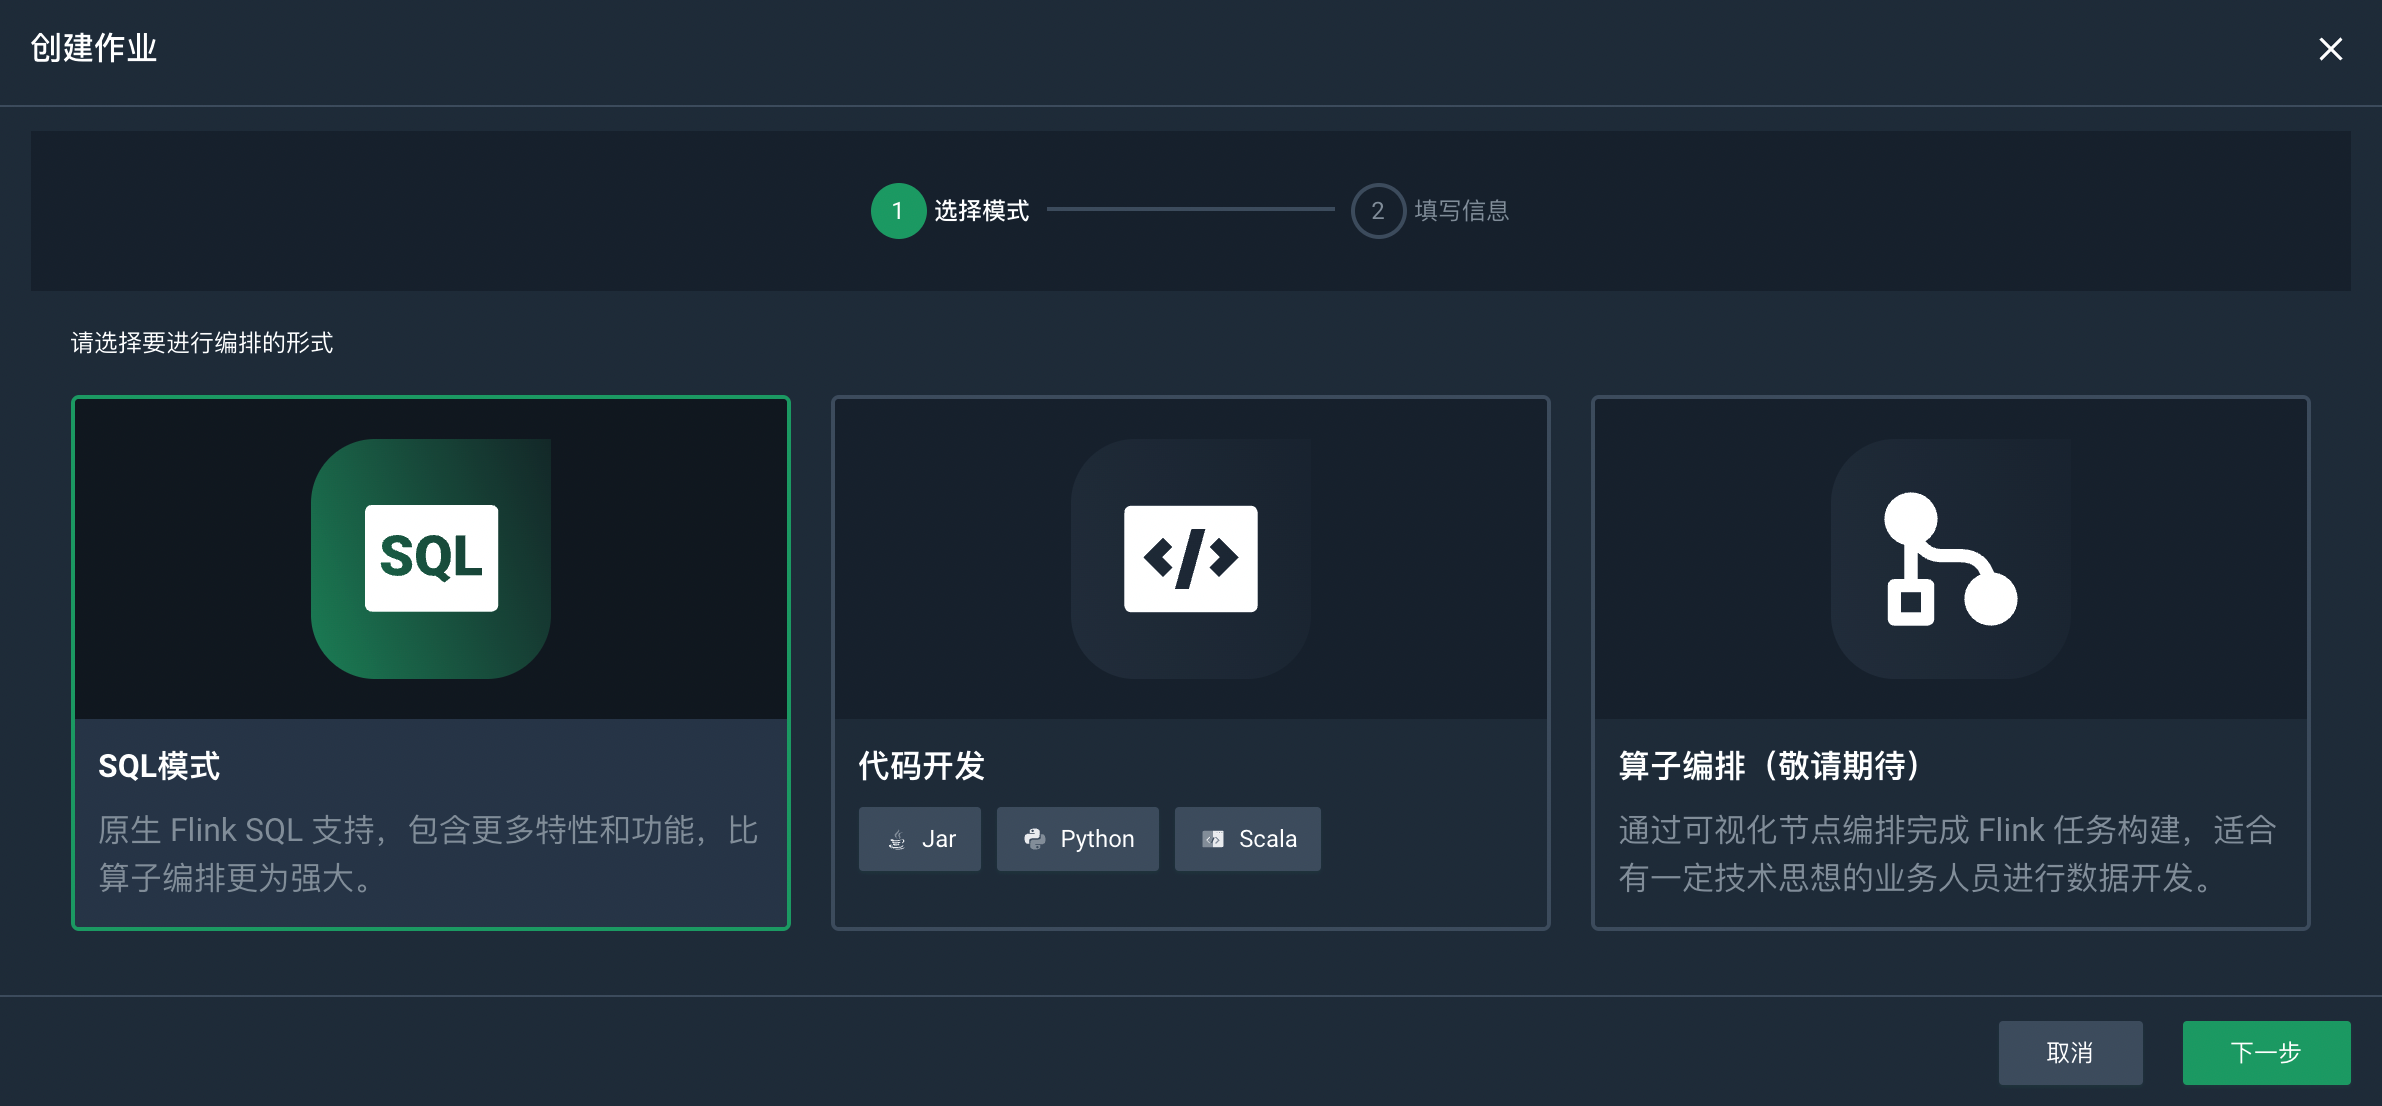 创建作业
1 选择模式 2 填写信息
请选择要进行编排的形式
SQL
SQL模式
原生 Flink SQL 支持，包含更多特性和功能，比
算子编排更为强大。
代码开发
Jar Python Scala
算子编排（敬请期待）
通过可视化节点编排完成 Flink 任务构建，适合
有一定技术思想的业务人员进行数据开发。
取消 下一步